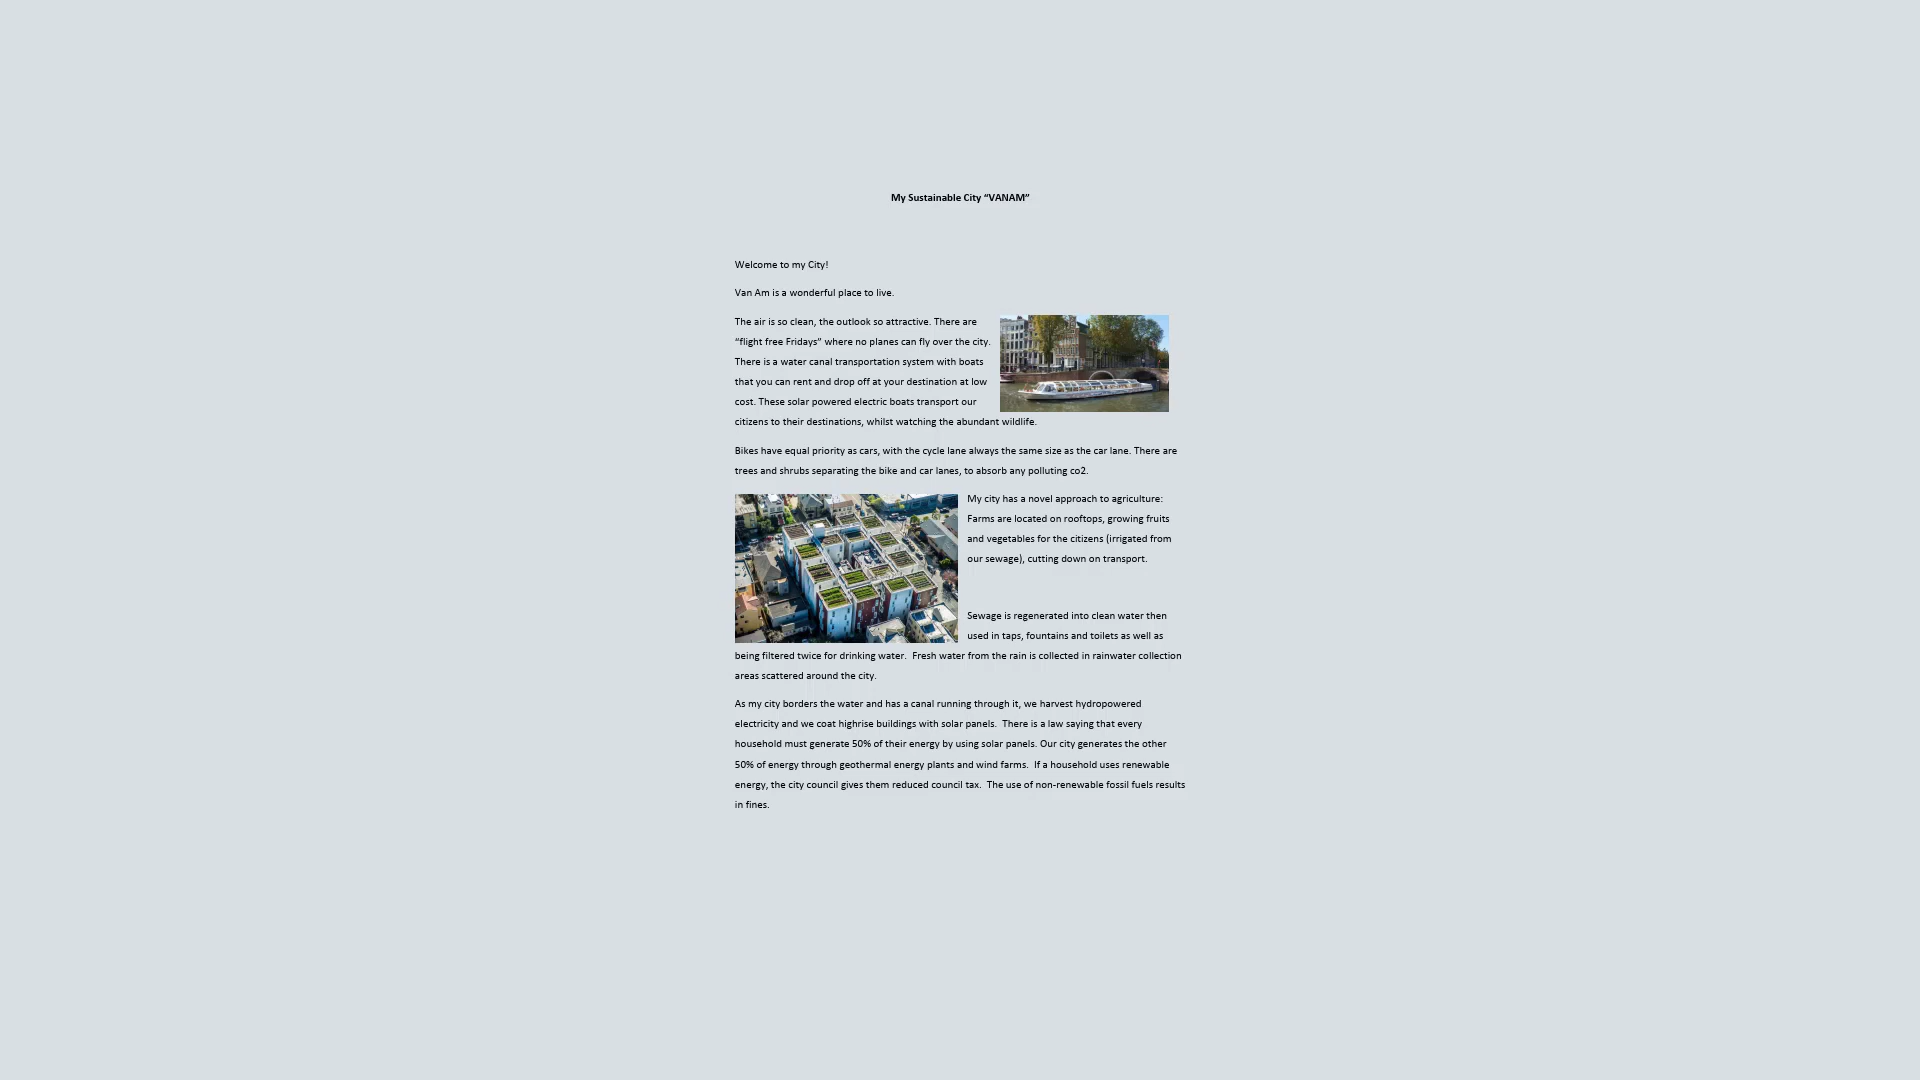 My Sustainable City “VANAM”
Welcome to my City!
Van Am is a wonderful place to live.
The air is so clean, the outlook so attractive. There are
“flight free Fridays” where no planes can fly over the city.
There is a water canal transportation system with boats
that you can rent and drop off at your destination at low
cost. These solar powered electric boats transport our
citizens to their destinations, whilst watching the abundant wildlife.
Bikes have equal priority as cars, with the cycle lane always the same size as the car lane. There are
trees and shrubs separating the bike and car lanes, to absorb any polluting co2.
My city has a novel approach to agriculture:
Farms are located on rooftops, growing fruits
and vegetables for the citizens (irrigated from
our sewage), cutting down on transport.
Sewage is regenerated into clean water then
used in taps, fountains and toilets as well as
being filtered twice for drinking water.  Fresh water from the rain is collected in rainwater collection
areas scattered around the city.
As my city borders the water and has a canal running through it, we harvest hydropowered
electricity and we coat highrise buildings with solar panels.  There is a law saying that every
household must generate 50% of their energy by using solar panels. Our city generates the other
50% of energy through geothermal energy plants and wind farms.  If a household uses renewable
energy, the city council gives them reduced council tax.  The use of non-renewable fossil fuels results
in fines.